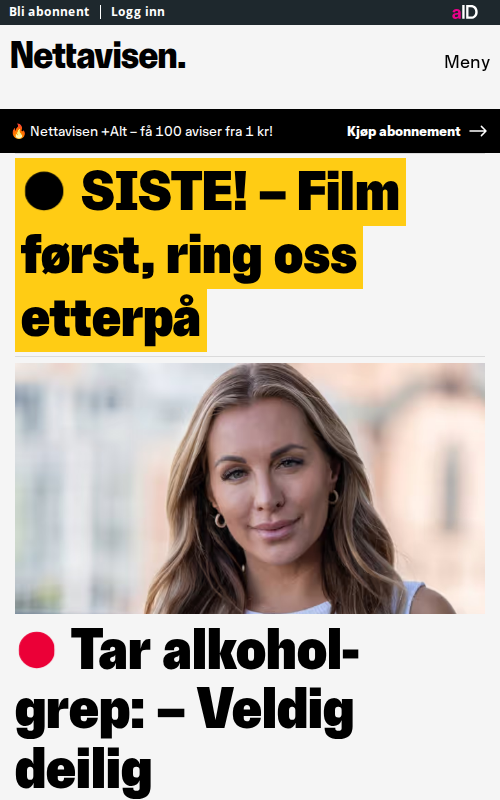 Bli abonnent | Logg inn
aID
Nettavisen.
Meny
🔥 Nettavisen +Alt – få 100 aviser fra 1 kr!
Kjøp abonnement →
SISTE! – Film
først, ring oss
etterpå
Tar alkohol-
grep: – Veldig
deilig